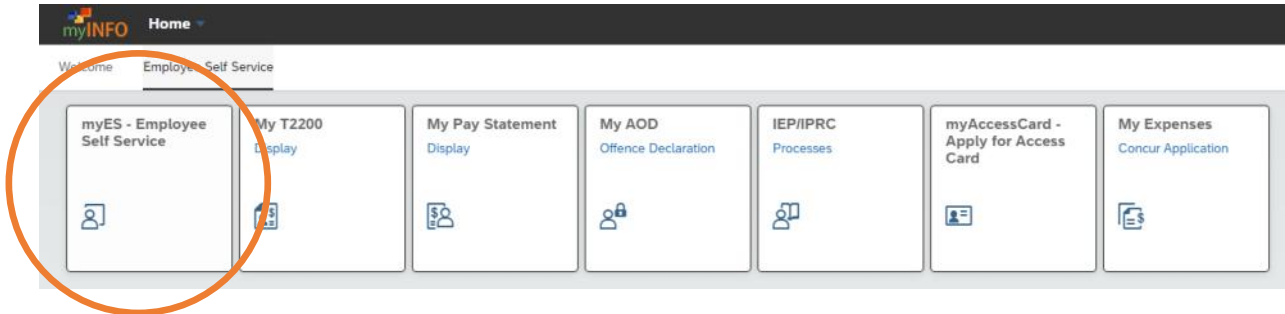 myINFO
Home
Welcome
Employee Self Service
myES - Employee
Self Service
My T2200
Display
My Pay Statement
Display
My AOD
Offence Declaration
IEP/IPRC
Processes
myAccessCard -
Apply for Access
Card
My Expenses
Concur Application